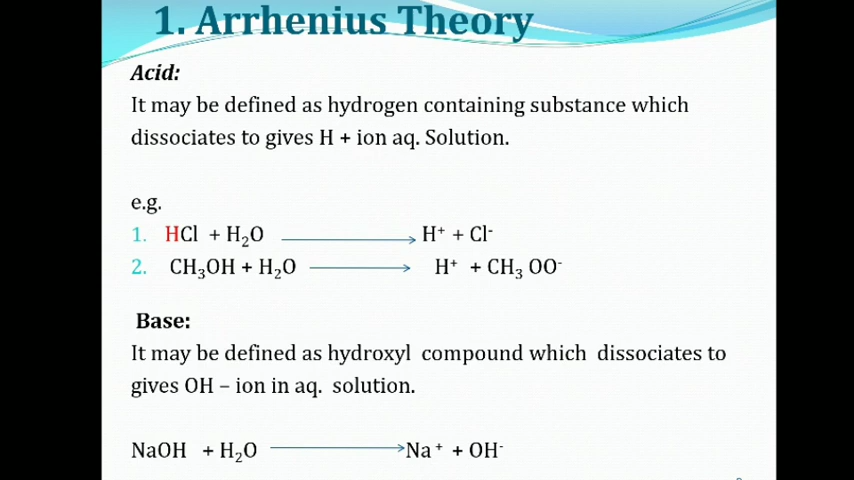 1. Arrhenius Theory
Acid:
It may be defined as hydrogen containing substance which
dissociates to gives H + ion aq. Solution.
e.g.
1. HCl + H₂O ⟶ H⁺ + Cl⁻
2. CH₃OH + H₂O ⟶ H⁺ + CH₃ OO⁻
Base:
It may be defined as hydroxyl compound which dissociates to
gives OH – ion in aq. solution.
NaOH + H₂O ⟶ Na ⁺ + OH⁻